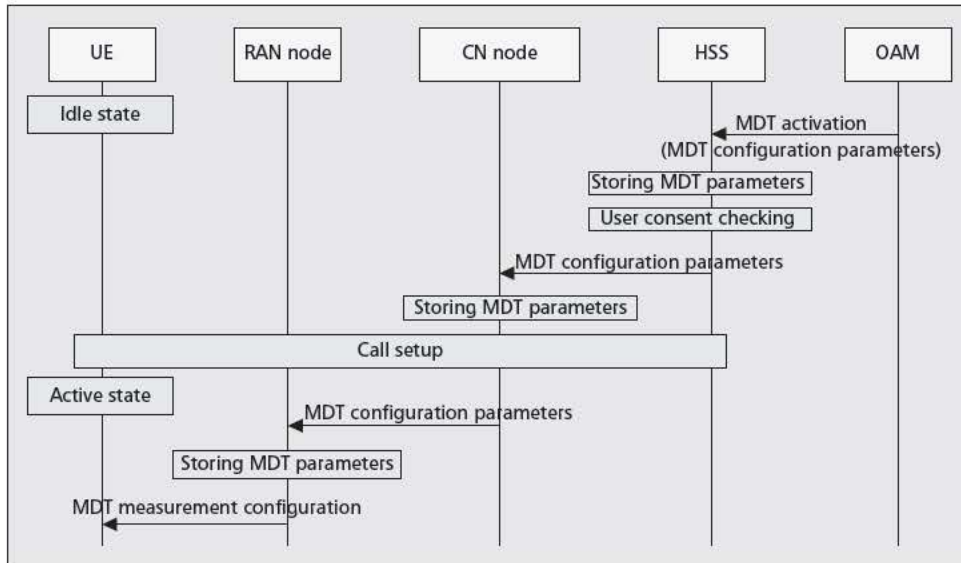 UE
RAN node
CN node
HSS
OAM
Idle state
MDT activation
(MDT configuration parameters)
Storing MDT parameters
User consent checking
MDT configuration parameters
Storing MDT parameters
Call setup
Active state
MDT configuration parameters
Storing MDT parameters
MDT measurement configuration